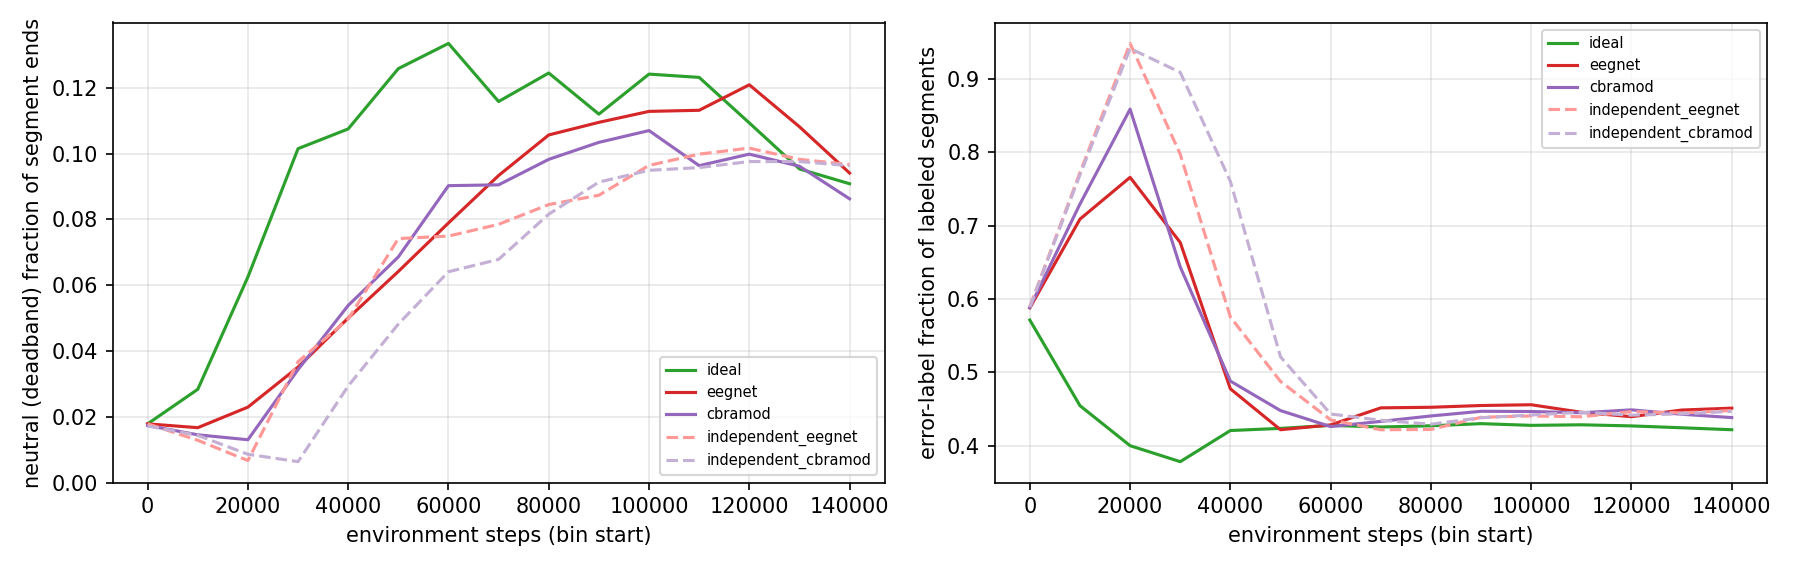 neutral (deadband) fraction of segment ends
0.12
0.10
0.08
0.06
0.04
0.02
0.00
0
20000
40000
60000
80000
100000
120000
140000
environment steps (bin start)
ideal
eegnet
cbramod
independent_eegnet
independent_cbramod
error-label fraction of labeled segments
0.9
0.8
0.7
0.6
0.5
0.4
0
20000
40000
60000
80000
100000
120000
140000
environment steps (bin start)
ideal
eegnet
cbramod
independent_eegnet
independent_cbramod